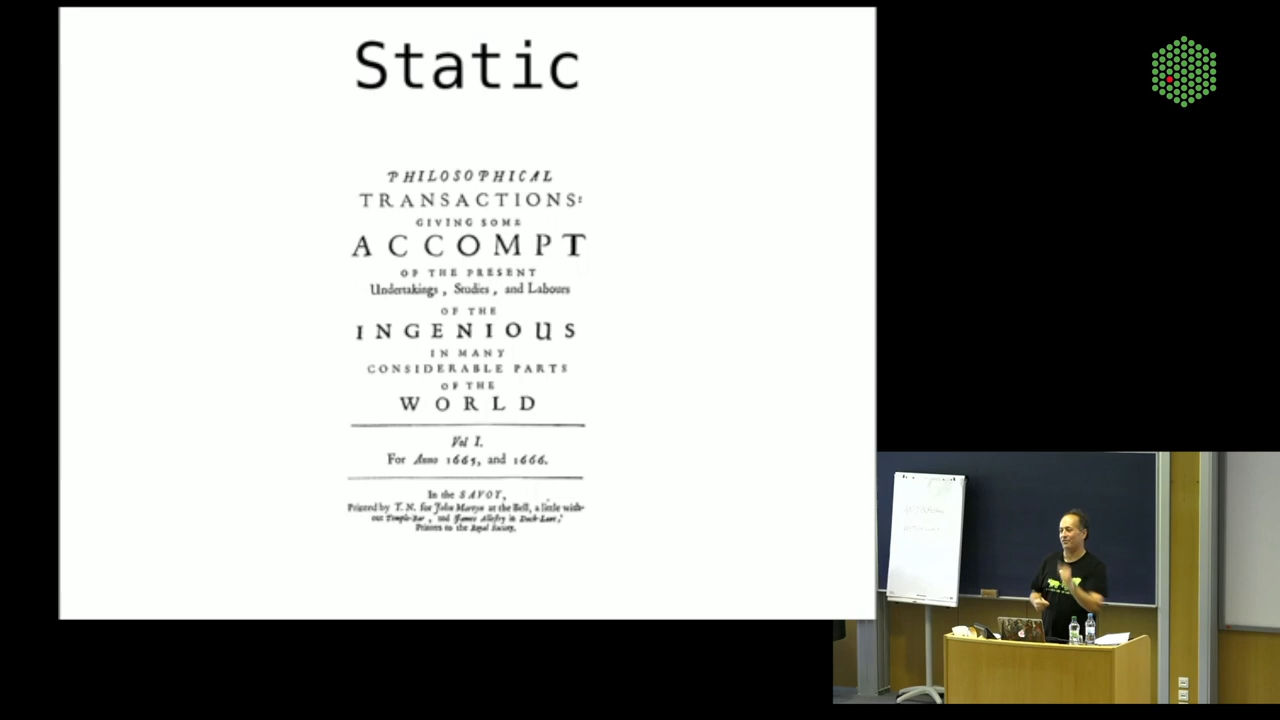 Static
PHILOSOPHICAL
TRANSACTIONS:
GIVING SOME
ACCOMPT
OF THE PRESENT
Undertakings, Studies, and Labours
OF THE
INGENIOUS
IN MANY
CONSIDERABLE PARTS
OF THE
WORLD
Vol I.
For Anno 1665, and 1666.
In the SAVOY,
Printed by T. N. for John Martyn at the Bell, a little with-
out Temple-Bar, and James Allestry in Duck-Lane,
Printers to the Royal Society.